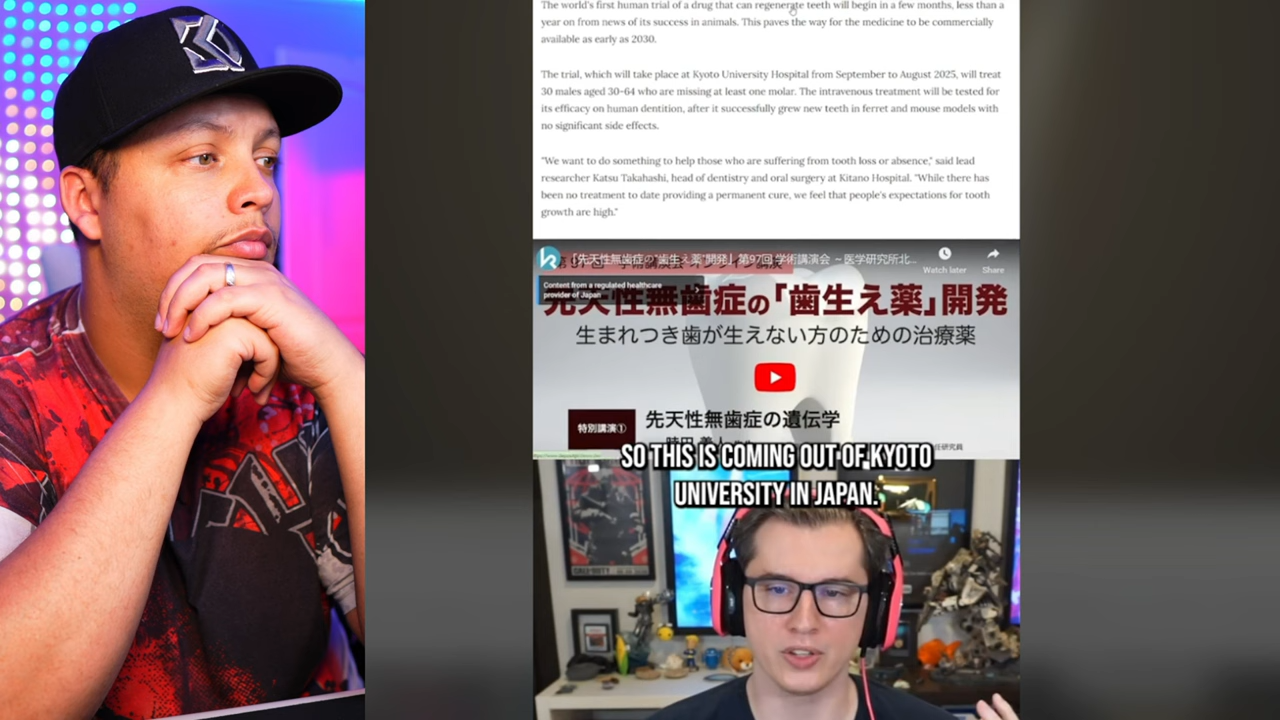 The world's first human trial of a drug that can regenerate teeth will begin in a few months, less than a
year on from news of its success in animals. This paves the way for the medicine to be commercially
available as early as 2030.
The trial, which will take place at Kyoto University Hospital from September to August 2025, will treat
30 males aged 30-64 who are missing at least one molar. The intravenous treatment will be tested for
its efficacy on human dentition, after it successfully grew new teeth in ferret and mouse models with
no significant side effects.
"We want to do something to help those who are suffering from tooth loss or absence," said lead
researcher Katsu Takahashi, head of dentistry and oral surgery at Kitano Hospital. "While there has
been no treatment to date providing a permanent cure, we feel that people's expectations for tooth
growth are high."
「先天性無歯症の"歯生え薬"開発」第97回 学術講演会 – 医学研究所北...
Watch later
Share
Content from a regulated healthcare
provider of Japan
先天性無歯症の「歯生え薬」開発
生まれつき歯が生えない方のための治療薬
特別講演①
先天性無歯症の遺伝学
SO THIS IS COMING OUT OF KYOTO
UNIVERSITY IN JAPAN.